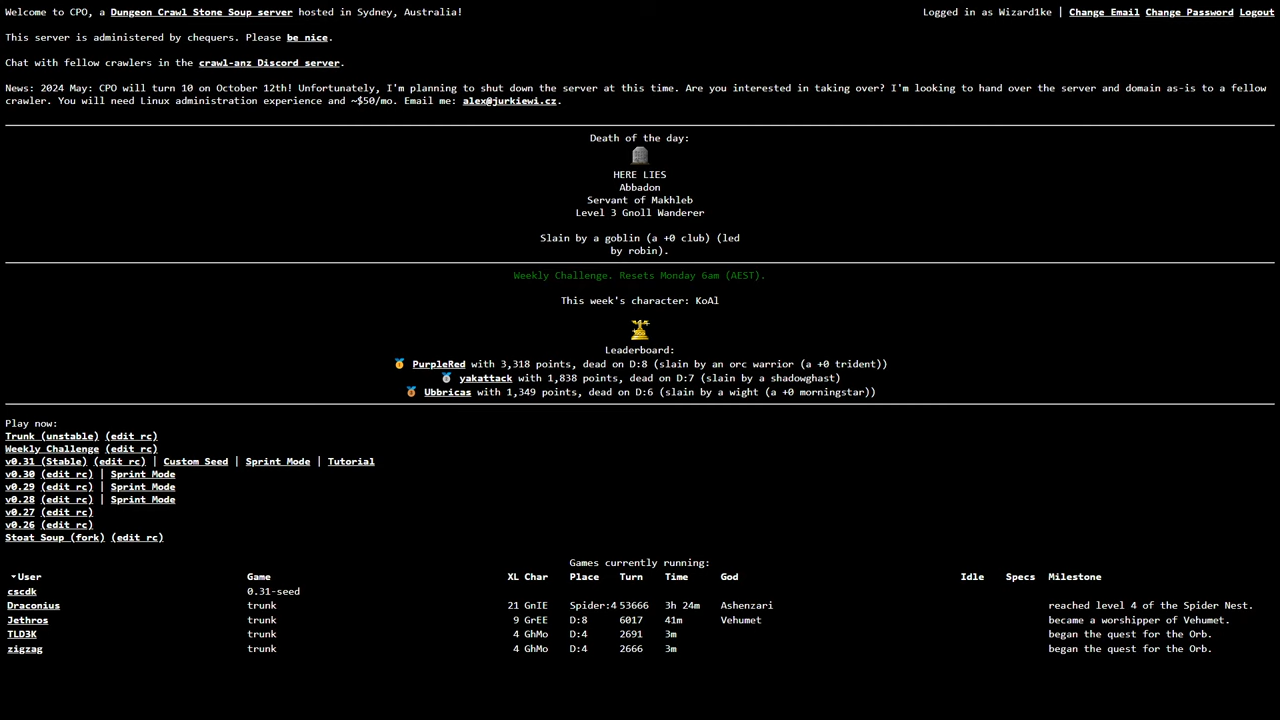 Welcome to CPO, a Dungeon Crawl Stone Soup server hosted in Sydney, Australia!
Logged in as Wizard1ke | Change Email Change Password Logout
This server is administered by chequers. Please be nice.
Chat with fellow crawlers in the crawl-anz Discord server.
News: 2024 May: CPO will turn 10 on October 12th! Unfortunately, I'm planning to shut down the server at this time. Are you interested in taking over? I'm looking to hand over the server and domain as-is to a fellow
crawler. You will need Linux administration experience and ~$50/mo. Email me: alex@jurkiewi.cz.
Death of the day:
HERE LIES
Abbadon
Servant of Makhleb
Level 3 Gnoll Wanderer
Slain by a goblin (a +0 club) (led
by robin).
Weekly Challenge. Resets Monday 6am (AEST).
This week's character: KoAl
Leaderboard:
PurpleRed with 3,318 points, dead on D:8 (slain by an orc warrior (a +0 trident))
yakattack with 1,838 points, dead on D:7 (slain by a shadowghast)
Ubbricas with 1,349 points, dead on D:6 (slain by a wight (a +0 morningstar))
Play now:
Trunk (unstable) (edit rc)
Weekly Challenge (edit rc)
v0.31 (Stable) (edit rc) | Custom Seed | Sprint Mode | Tutorial
v0.30 (edit rc) | Sprint Mode
v0.29 (edit rc) | Sprint Mode
v0.28 (edit rc) | Sprint Mode
v0.27 (edit rc)
v0.26 (edit rc)
Stoat Soup (fork) (edit rc)
Games currently running:
User Game XL Char Place Turn Time God Idle Specs Milestone
cscdk 0.31-seed
Draconius trunk 21 GnIE Spider:4 53666 3h 24m Ashenzari reached level 4 of the Spider Nest.
Jethros trunk 9 GrEE D:8 6017 41m Vehumet became a worshipper of Vehumet.
TLD3K trunk 4 GhMo D:4 2691 3m began the quest for the Orb.
zigzag trunk 4 GhMo D:4 2666 3m began the quest for the Orb.